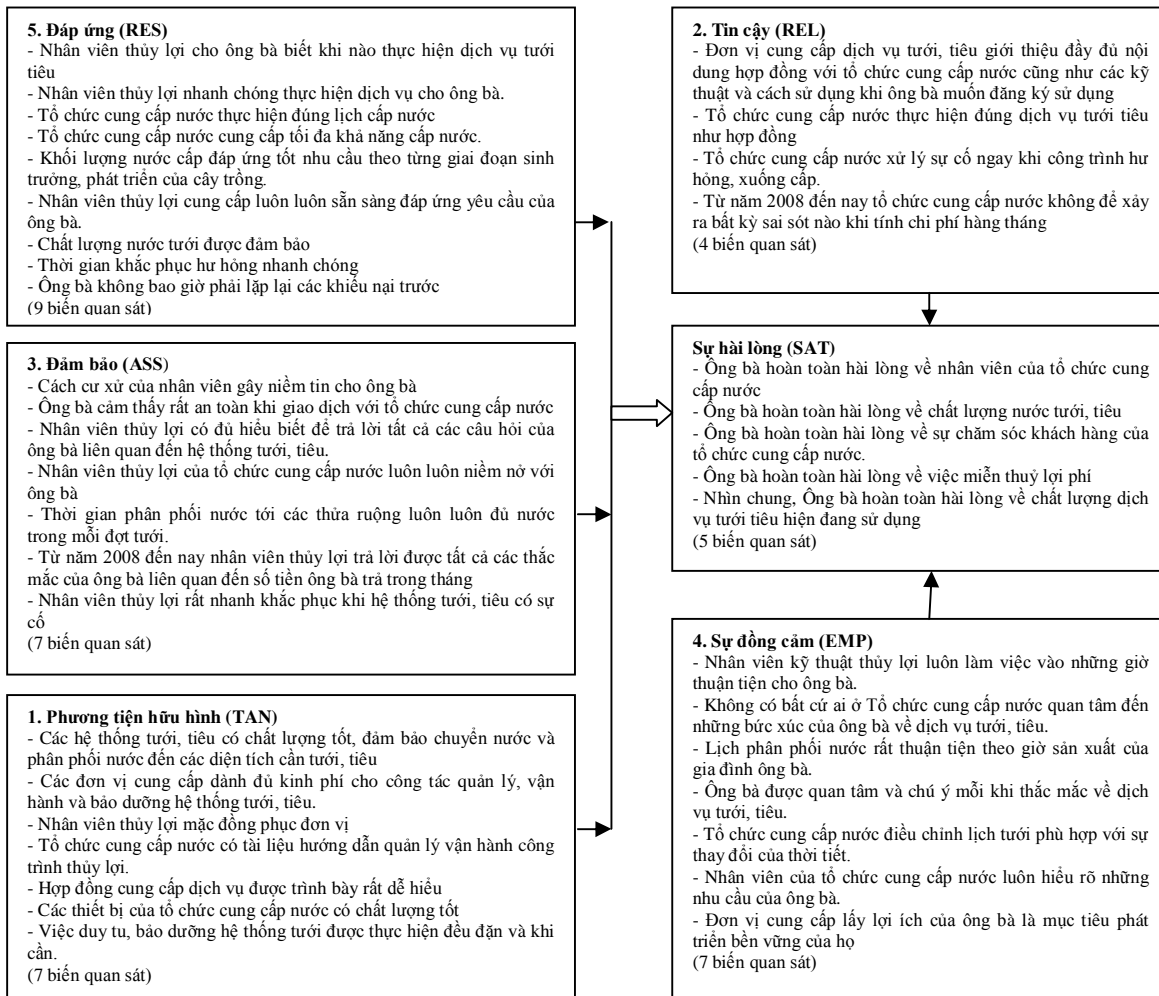 5. Đáp ứng (RES)
- Nhân viên thủy lợi cho ông bà biết khi nào thực hiện dịch vụ tưới
tiêu
- Nhân viên thủy lợi nhanh chóng thực hiện dịch vụ cho ông bà.
- Tổ chức cung cấp nước thực hiện đúng lịch cấp nước
- Tổ chức cung cấp nước cung cấp tối đa khả năng cấp nước.
- Khối lượng nước cấp đáp ứng tốt nhu cầu theo từng giai đoạn sinh
trưởng, phát triển của cây trồng.
- Nhân viên thủy lợi cung cấp luôn luôn sẵn sàng đáp ứng yêu cầu của
ông bà.
- Chất lượng nước tưới được đảm bảo
- Thời gian khắc phục hư hỏng nhanh chóng
- Ông bà không bao giờ phải lặp lại các khiếu nại trước
(9 biến quan sát)
3. Đảm bảo (ASS)
- Cách cư xử của nhân viên gây niềm tin cho ông bà
- Ông bà cảm thấy rất an toàn khi giao dịch với tổ chức cung cấp nước
- Nhân viên thủy lợi có đủ hiểu biết để trả lời tất cả các câu hỏi của
ông bà liên quan đến hệ thống tưới, tiêu.
- Nhân viên thủy lợi của tổ chức cung cấp nước luôn luôn niềm nở với
ông bà
- Thời gian phân phối nước tới các thửa ruộng luôn luôn đủ nước
trong mỗi đợt tưới.
- Từ năm 2008 đến nay nhân viên thủy lợi trả lời được tất cả các thắc
mắc của ông bà liên quan đến số tiền ông bà trả trong tháng
- Nhân viên thủy lợi rất nhanh khắc phục khi hệ thống tưới, tiêu có sự
cố
(7 biến quan sát)
1. Phương tiện hữu hình (TAN)
- Các hệ thống tưới, tiêu có chất lượng tốt, đảm bảo chuyển nước và
phân phối nước đến các diện tích cần tưới, tiêu
- Các đơn vị cung cấp dành đủ kinh phí cho công tác quản lý, vận
hành và bảo dưỡng hệ thống tưới, tiêu.
- Nhân viên thủy lợi mặc đồng phục đơn vị
- Tổ chức cung cấp nước có tài liệu hướng dẫn quản lý vận hành công
trình thủy lợi.
- Hợp đồng cung cấp dịch vụ được trình bày rất dễ hiểu
- Các thiết bị của tổ chức cung cấp nước có chất lượng tốt
- Việc duy tu, bảo dưỡng hệ thống tưới được thực hiện đều đặn và khi
cần.
(7 biến quan sát)
2. Tin cậy (REL)
- Đơn vị cung cấp dịch vụ tưới, tiêu giới thiệu đầy đủ nội
dung hợp đồng với tổ chức cung cấp nước cũng như các kỹ
thuật và cách sử dụng khi ông bà muốn đăng ký sử dụng
- Tổ chức cung cấp nước thực hiện đúng dịch vụ tưới tiêu
như hợp đồng
- Tổ chức cung cấp nước xử lý sự cố ngay khi công trình hư
hỏng, xuống cấp.
- Từ năm 2008 đến nay tổ chức cung cấp nước không để xảy
ra bất kỳ sai sót nào khi tính chi phí hàng tháng
(4 biến quan sát)
Sự hài lòng (SAT)
- Ông bà hoàn toàn hài lòng về nhân viên của tổ chức cung
cấp nước
- Ông bà hoàn toàn hài lòng về chất lượng nước tưới, tiêu
- Ông bà hoàn toàn hài lòng về sự chăm sóc khách hàng của
tổ chức cung cấp nước.
- Ông bà hoàn toàn hài lòng về việc miễn thuỷ lợi phí
- Nhìn chung, Ông bà hoàn toàn hài lòng về chất lượng dịch
vụ tưới tiêu hiện đang sử dụng
(5 biến quan sát)
4. Sự đồng cảm (EMP)
- Nhân viên kỹ thuật thủy lợi luôn làm việc vào những giờ
thuận tiện cho ông bà.
- Không có bất cứ ai ở Tổ chức cung cấp nước quan tâm đến
những bức xúc của ông bà về dịch vụ tưới, tiêu.
- Lịch phân phối nước rất thuận tiện theo giờ sản xuất của
gia đình ông bà.
- Ông bà được quan tâm và chú ý mỗi khi thắc mắc về dịch
vụ tưới, tiêu.
- Tổ chức cung cấp nước điều chỉnh lịch tưới phù hợp với sự
thay đổi của thời tiết.
- Nhân viên của tổ chức cung cấp nước luôn hiểu rõ những
nhu cầu của ông bà.
- Đơn vị cung cấp lấy lợi ích của ông bà là mục tiêu phát
triển bền vững của họ
(7 biến quan sát)